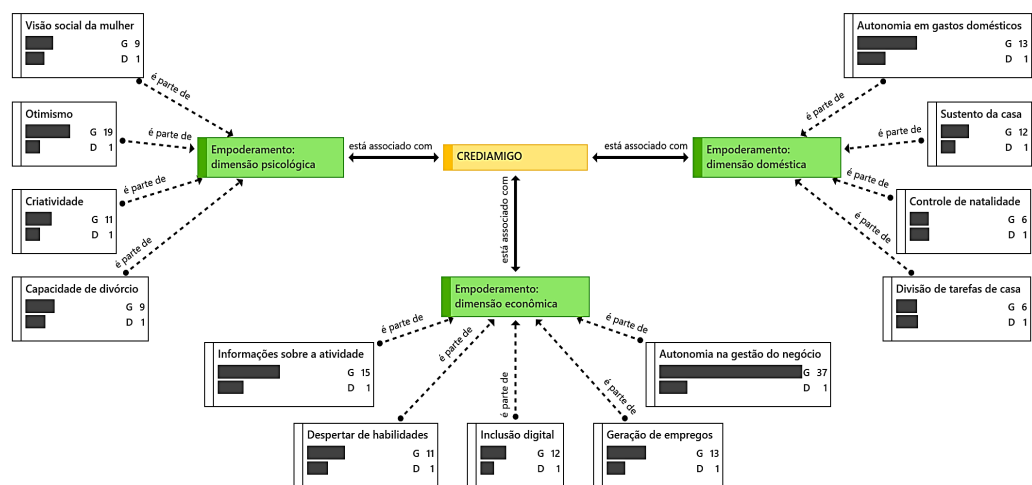 Visão social da mulher
G 9
D 1
é parte de
Otimismo
G 19
D 1
é parte de
Criatividade
G 11
D 1
é parte de
Capacidade de divórcio
G 9
D 1
é parte de
Empoderamento:
dimensão psicológica
está associado com
CREDIAMIGO
está associado com
Empoderamento:
dimensão doméstica
Autonomia em gastos domésticos
G 13
D 1
é parte de
Sustento da casa
G 12
D 1
é parte de
Controle de natalidade
G 6
D 1
é parte de
Divisão de tarefas de casa
G 6
D 1
é parte de
está associado com
Empoderamento:
dimensão econômica
Informações sobre a atividade
G 15
D 1
é parte de
Despertar de habilidades
G 11
D 1
é parte de
Inclusão digital
G 12
D 1
é parte de
Geração de empregos
G 13
D 1
é parte de
Autonomia na gestão do negócio
G 37
D 1
é parte de